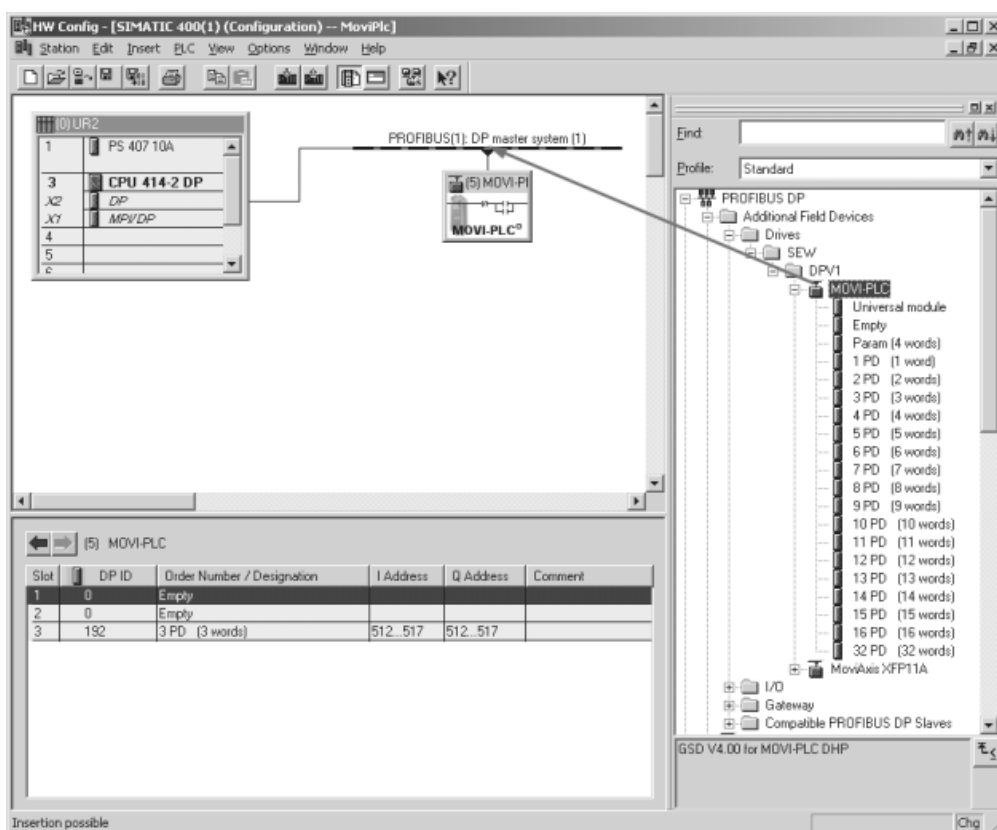 HW Config - [SIMATIC 400(1) (Configuration) -- MoviPlc]
Station Edit Insert PLC View Options Window Help
(0) UR2
1 PS 407 10A
3 CPU 414-2 DP
X2 DP
X1 MPI/DP
4
5
6
PROFIBUS(1): DP master system (1)
(5) MOVI-Pl
MOVI-PLC®
Find:
Profile: Standard
PROFIBUS DP
Additional Field Devices
Drives
SEW
DPV1
MOVI-PLC
Universal module
Empty
Param (4 words)
1 PD (1 word)
2 PD (2 words)
3 PD (3 words)
4 PD (4 words)
5 PD (5 words)
6 PD (6 words)
7 PD (7 words)
8 PD (8 words)
9 PD (9 words)
10 PD (10 words)
11 PD (11 words)
12 PD (12 words)
13 PD (13 words)
14 PD (14 words)
15 PD (15 words)
16 PD (16 words)
32 PD (32 words)
MoviAxis XFP11A
I/O
Gateway
Compatible PROFIBUS DP Slaves
GSD V4.00 for MOVI-PLC DHP
(5) MOVI-PLC
Slot DP ID Order Number / Designation I Address Q Address Comment
1 0 Empty
2 0 Empty
3 192 3 PD (3 words) 512...517 512...517
Insertion possible
Chg